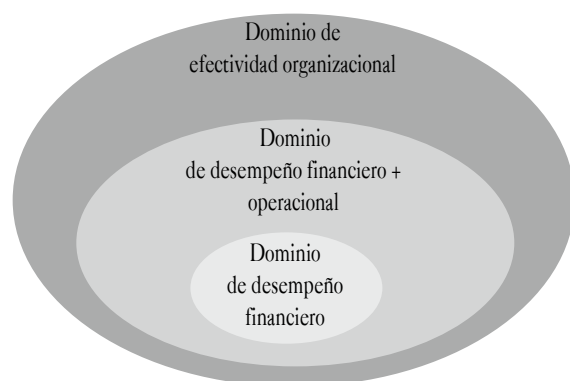 Dominio de
efectividad organizacional
Dominio
de desempeño financiero +
operacional
Dominio
de desempeño
financiero